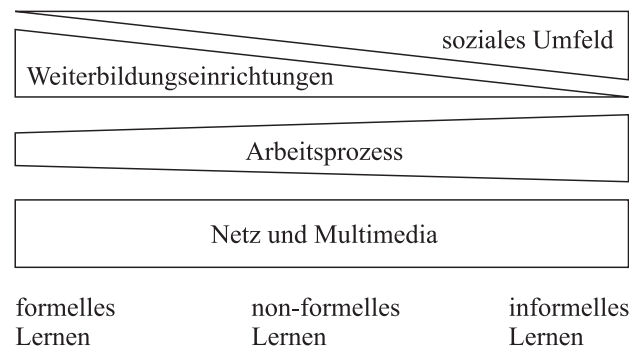 soziales Umfeld
Weiterbildungseinrichtungen
Arbeitsprozess
Netz und Multimedia
formelles non-formelles informelles
Lernen Lernen Lernen